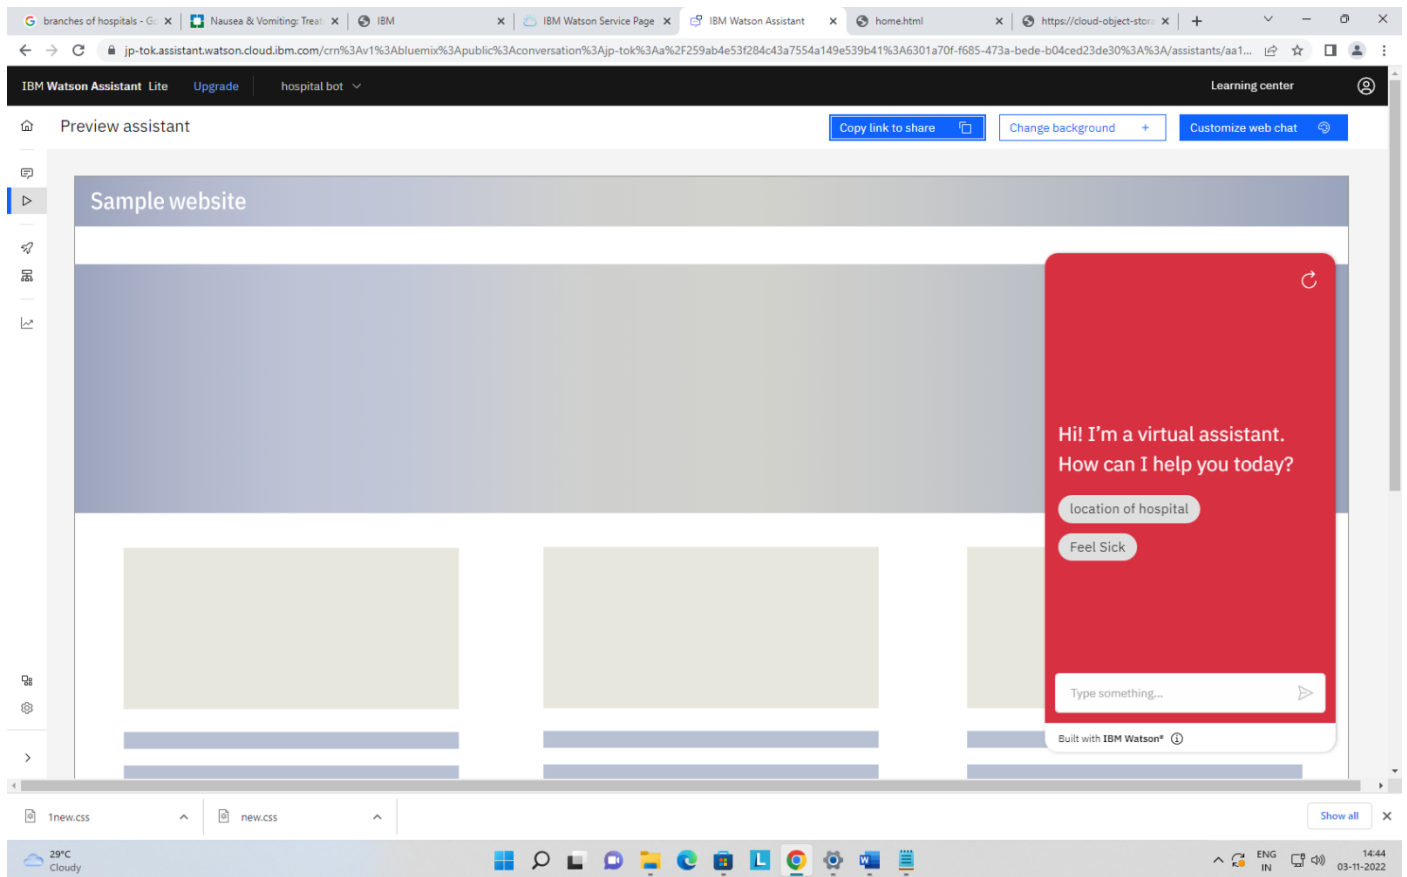 branches of hospitals - Go
Nausea & Vomiting: Treat
IBM
IBM Watson Service Page
IBM Watson Assistant
home.html
https://cloud-object-stor
jp-tok.assistant.watson.cloud.ibm.com/crn%3Av1%3Abluemix%3Apublic%3Aconversation%3Ajp-tok%3Aa%2F259ab4e53f284c43a7554a149e539b41%3A6301a70f-f685-473a-bede-b04ced23de30%3A%3A/assistants/aa1...
IBM Watson Assistant Lite Upgrade hospital bot Learning center
Preview assistant
Copy link to share
Change background +
Customize web chat
Sample website
Hi! I'm a virtual assistant.
How can I help you today?
location of hospital
Feel Sick
Type something...
Built with IBM Watson®
1new.css
new.css
Show all
29°C
Cloudy
ENG
IN
14:44
03-11-2022